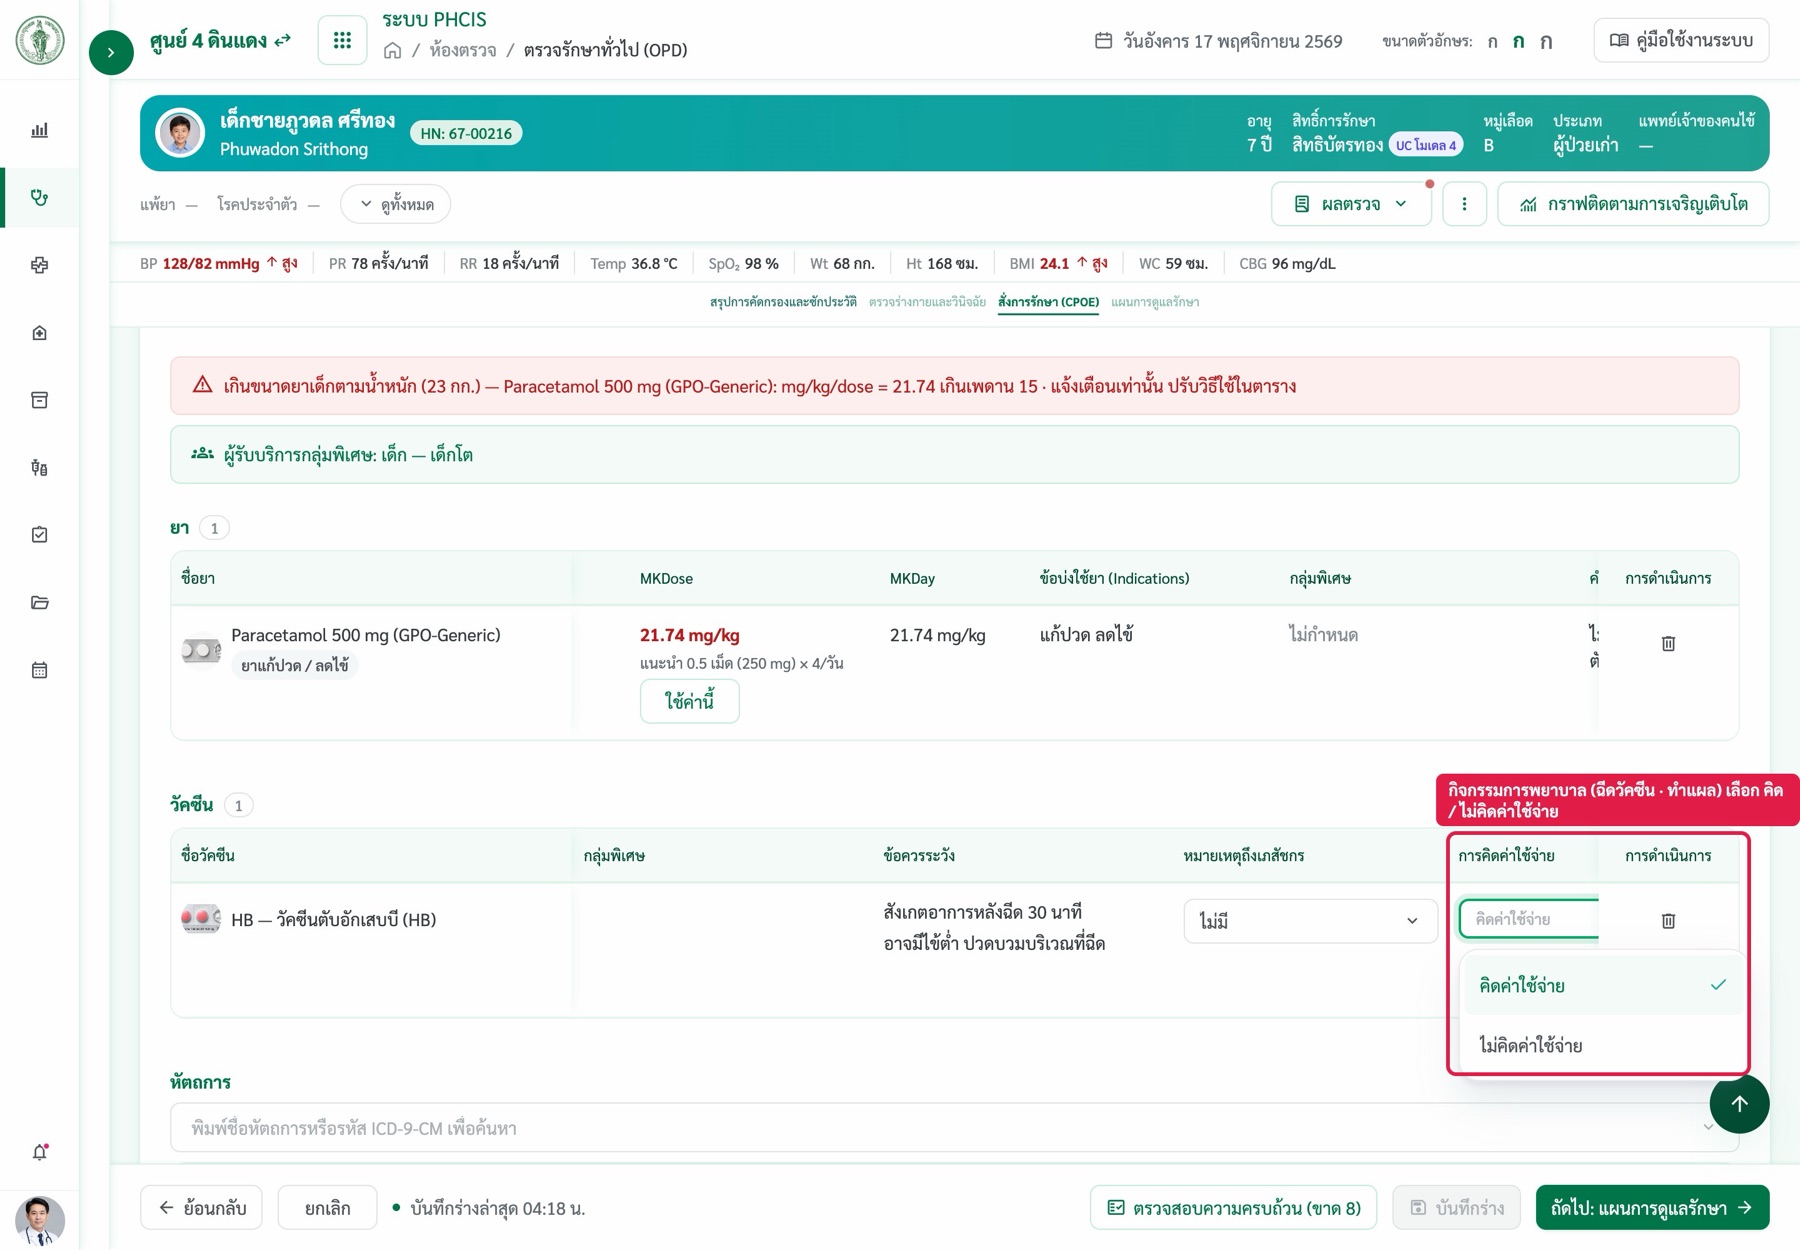 ศูนย์ 4 ดินแดง
ระบบ PHCIS
/ ห้องตรวจ / ตรวจรักษาทั่วไป (OPD)
วันอังคาร 17 พฤศจิกายน 2569
ขนาดตัวอักษร: ก ก ก
คู่มือใช้งานระบบ
เด็กชายภูวดล ศรีทอง
Phuwadon Srithong
HN: 67-00216
อายุ
7 ปี
สิทธิ์การรักษา
สิทธิบัตรทอง UC โมเดล 4
หมู่เลือด
B
ประเภท
ผู้ป่วยเก่า
แพทย์เจ้าของคนไข้
—
แพ้ยา — โรคประจำตัว —
ดูทั้งหมด
ผลตรวจ
กราฟติดตามการเจริญเติบโต
BP 128/82 mmHg ↑ สูง PR 78 ครั้ง/นาที RR 18 ครั้ง/นาที Temp 36.8 °C SpO₂ 98 % Wt 68 กก. Ht 168 ซม. BMI 24.1 ↑ สูง WC 59 ซม. CBG 96 mg/dL
สรุปการคัดกรองและซักประวัติ ตรวจร่างกายและวินิจฉัย สั่งการรักษา (CPOE) แผนการดูแลรักษา
เกินขนาดยาเด็กตามน้ำหนัก (23 กก.) — Paracetamol 500 mg (GPO-Generic): mg/kg/dose = 21.74 เกินเพดาน 15 · แจ้งเตือนเท่านั้น ปรับวิธีใช้ในตาราง
ผู้รับบริการกลุ่มพิเศษ: เด็ก — เด็กโต
ยา 1
ชื่อยา MKDose MKDay ข้อบ่งใช้ยา (Indications) กลุ่มพิเศษ การดำเนินการ
Paracetamol 500 mg (GPO-Generic)
ยาแก้ปวด / ลดไข้
21.74 mg/kg
แนะนำ 0.5 เม็ด (250 mg) × 4/วัน
ใช้ค่านี้
21.74 mg/kg
แก้ปวด ลดไข้
ไม่กำหนด
วัคซีน 1
กิจกรรมการพยาบาล (ฉีดวัคซีน · ทำแผล) เลือก คิด
/ ไม่คิดค่าใช้จ่าย
ชื่อวัคซีน กลุ่มพิเศษ ข้อควรระวัง หมายเหตุถึงเภสัชกร การคิดค่าใช้จ่าย การดำเนินการ
HB — วัคซีนตับอักเสบบี (HB)
สังเกตอาการหลังฉีด 30 นาที
อาจมีไข้ต่ำ ปวดบวมบริเวณที่ฉีด
ไม่มี
คิดค่าใช้จ่าย
คิดค่าใช้จ่าย
ไม่คิดค่าใช้จ่าย
หัตถการ
พิมพ์ชื่อหัตถการหรือรหัส ICD-9-CM เพื่อค้นหา
ย้อนกลับ
ยกเลิก
บันทึกร่างล่าสุด 04:18 น.
ตรวจสอบความครบถ้วน (ขาด 8)
บันทึกร่าง
ถัดไป: แผนการดูแลรักษา